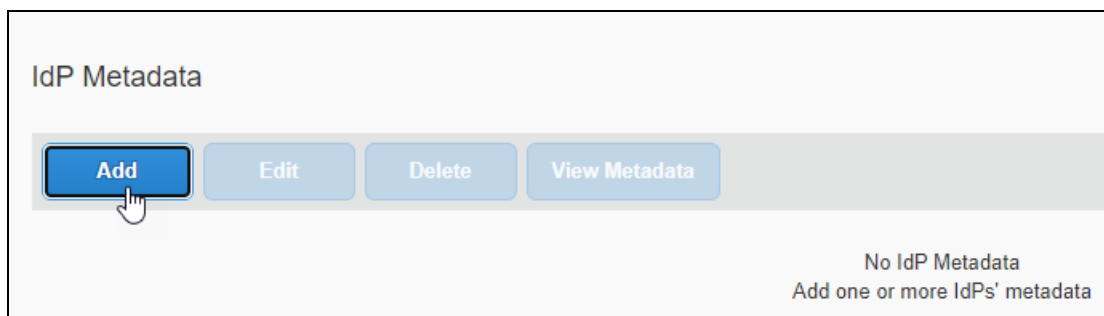 IdP Metadata
Add Edit Delete View Metadata
No IdP Metadata
Add one or more IdPs' metadata